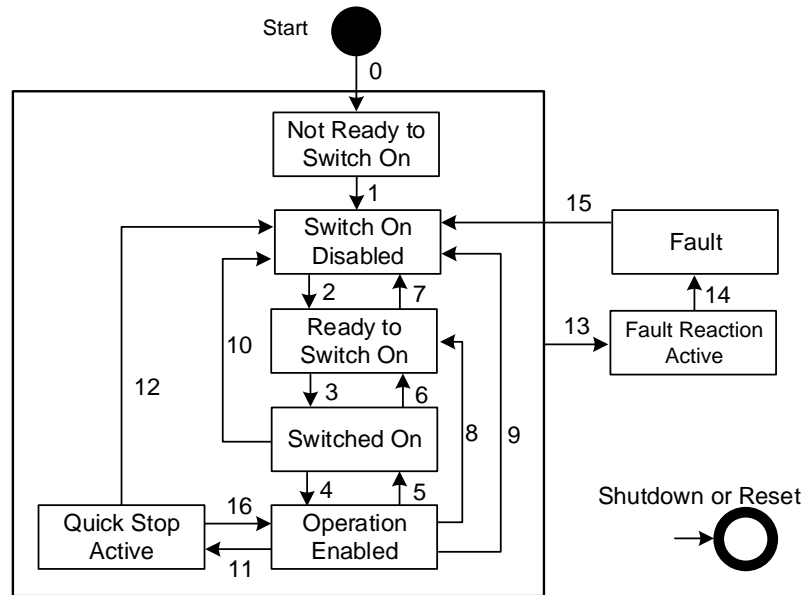 Start
0
Not Ready to
Switch On
1
15
Switch On
Disabled
Fault
2
7
14
10
Ready to
Switch On
13
Fault Reaction
Active
12
3
6
8
9
Switched On
4
5
Shutdown or Reset
Quick Stop
Active
16
11
Operation
Enabled